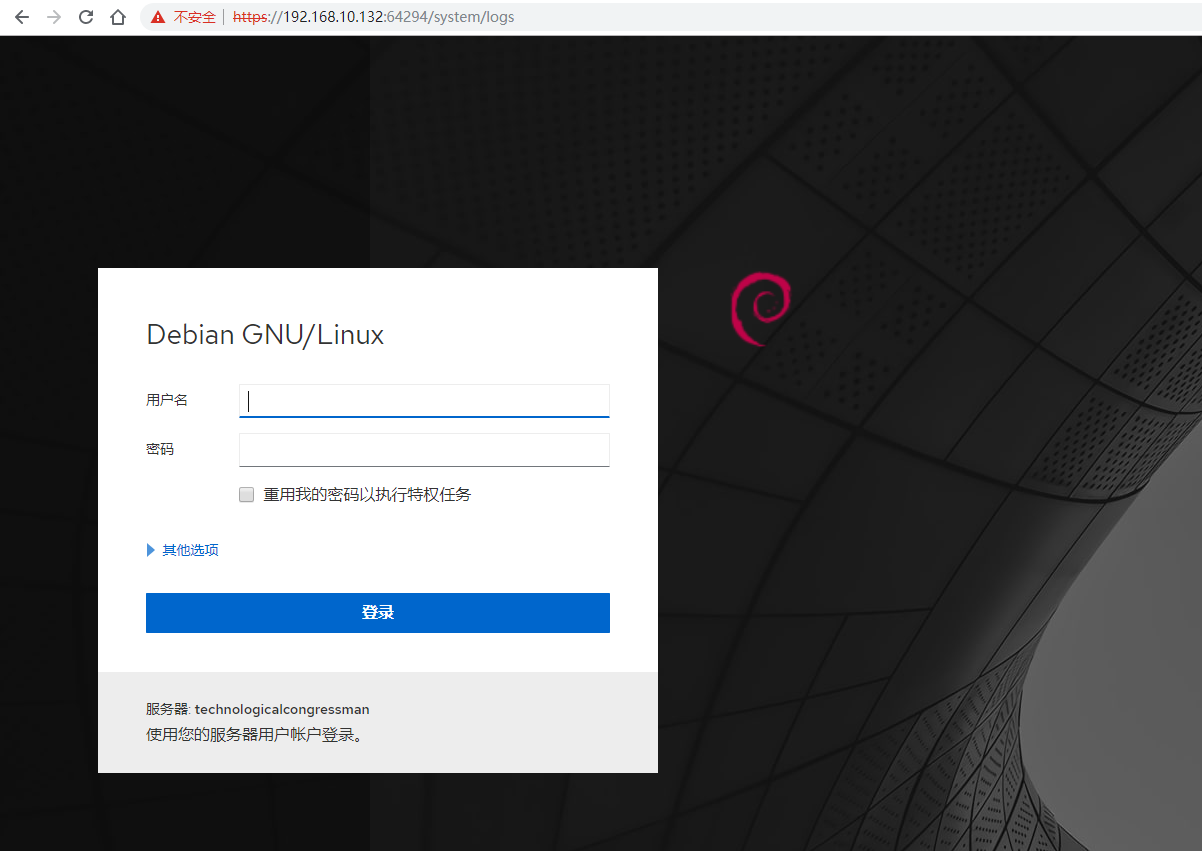 不安全 | https://192.168.10.132:64294/system/logs
Debian GNU/Linux
用户名
密码
重用我的密码以执行特权任务
其他选项
登录
服务器: technologicalcongressman
使用您的服务器用户帐户登录。